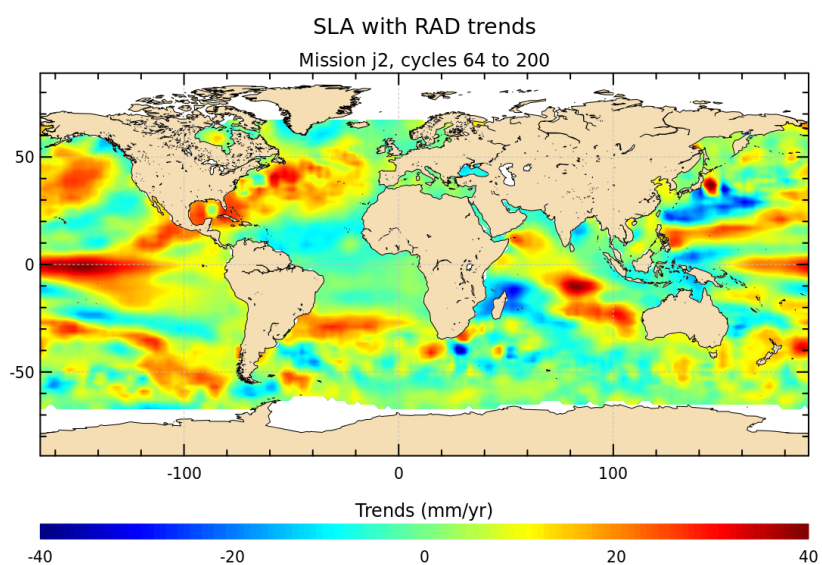 SLA with RAD trends
Mission j2, cycles 64 to 200
50
0
-50
-100 0 100
Trends (mm/yr)
-40 -20 0 20 40